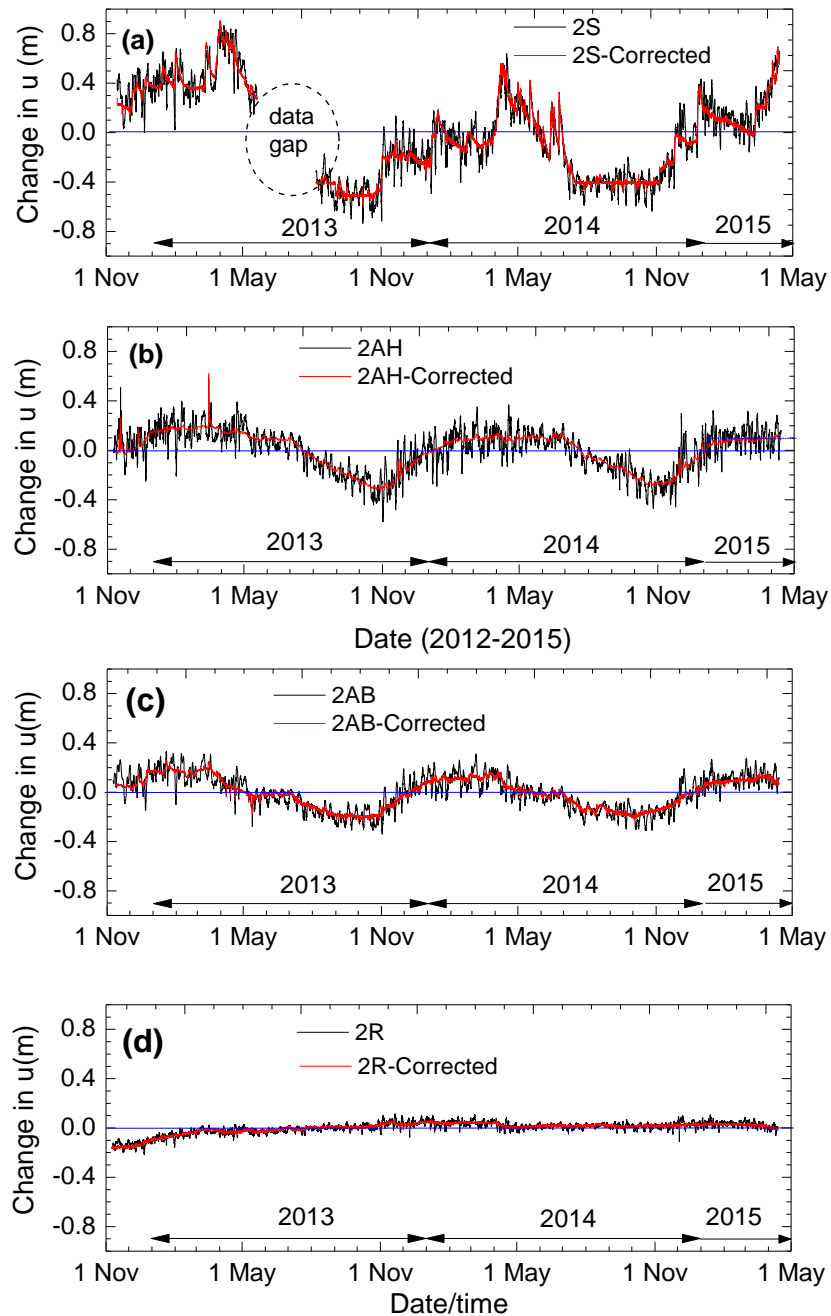 (a)
2S
2S-Corrected
data
gap
0.8
0.4
0.0
-0.4
-0.8
Change in u (m)
2013
2014
2015
1 Nov
1 May
1 Nov
1 May
1 Nov
1 May
(b)
2AH
2AH-Corrected
0.8
0.4
0.0
-0.4
-0.8
Change in u (m)
2013
2014
2015
1 Nov
1 May
1 Nov
1 May
1 Nov
1 May
Date (2012-2015)
(c)
2AB
2AB-Corrected
0.8
0.4
0.0
-0.4
-0.8
Change in u(m)
2013
2014
2015
1 Nov
1 May
1 Nov
1 May
1 Nov
1 May
(d)
2R
2R-Corrected
0.8
0.4
0.0
-0.4
-0.8
Change in u(m)
2013
2014
2015
1 Nov
1 May
1 Nov
1 May
1 Nov
1 May
Date/time